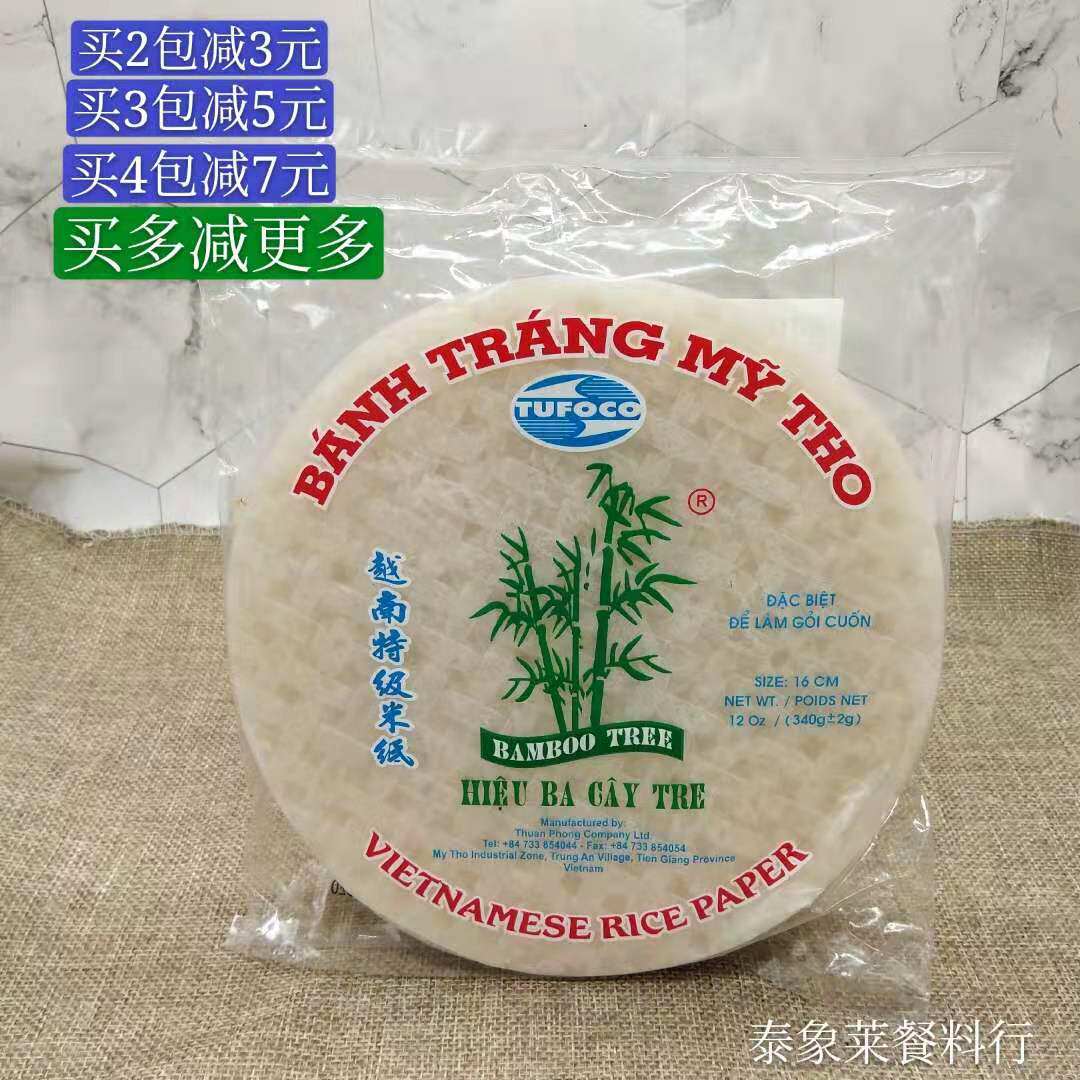 买2包减3元
买3包减5元
买4包减7元
买多减更多
BÁNH TRÁNG MỸ THO
TUFOCO
®
越南特级米纸
ĐẶC BIỆT
ĐỂ LÀM GỎI CUỐN
SIZE: 16 CM
NET WT. / POIDS NET
12 Oz / (340g±2g)
BAMBOO TREE
HIỆU BA CÂY TRE
Manufactured by:
Thuan Phong Company Ltd.
Tel: +84 733 854044 - Fax: +84 733 854054
My Tho Industrial Zone, Trung An Village, Tien Giang Province
Vietnam
VIETNAMESE RICE PAPER
泰象莱餐料行